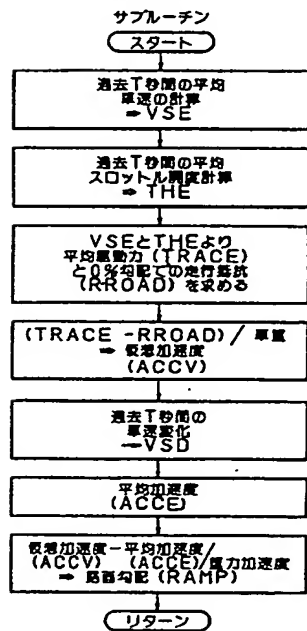 サブルーチン
スタート
過去T秒間の平均
車速の計算
➡VSE
過去T秒間の平均
スロットル開度計算
➡THE
VSEとTHEより
平均駆動力(TRACE)
と0%勾配での走行抵抗
(RROAD)を求める
(TRACE-RROAD)/車重
➡仮想加速度
(ACCV)
過去T秒間の
車速変化
→VSD
平均加速度
(ACCE)
仮想加速度-平均加速度/
(ACCV) (ACCE)/重力加速度
➡路面勾配(RAMP)
リターン